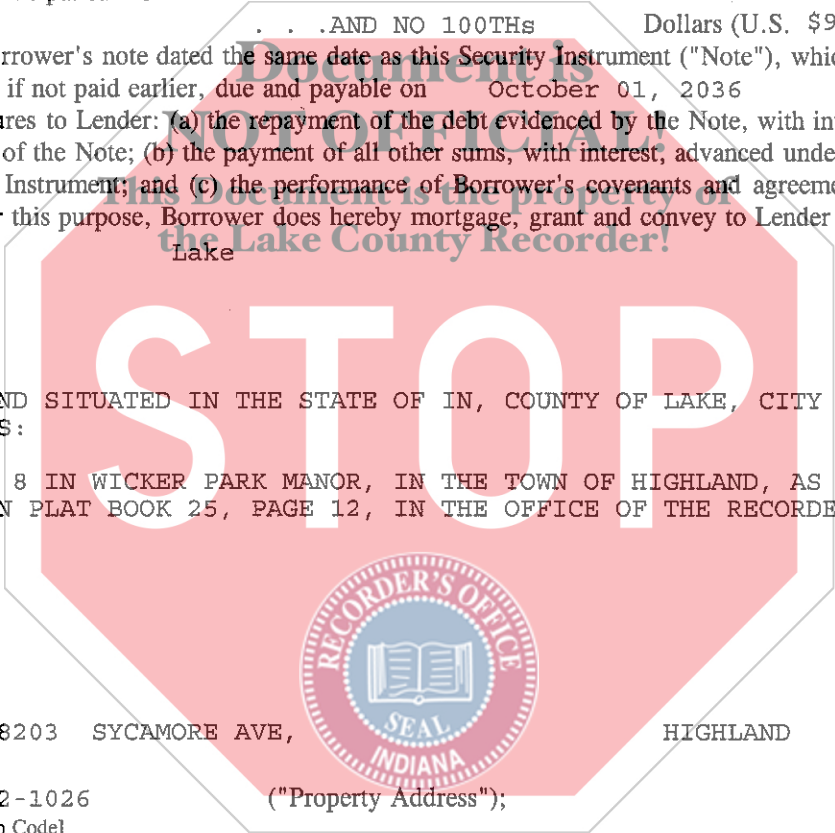 . . .AND NO 100THs Dollars (U.S. $9
rrower's note dated the same date as this Security Instrument ("Note"), whic
Document is
if not paid earlier, due and payable on October 01, 2036
res to Lender: (a) the repayment of the debt evidenced by the Note, with in
NOT OFFICIAL!
of the Note; (b) the payment of all other sums, with interest, advanced unde
Instrument; and (c) the performance of Borrower's covenants and agreeme
This Document is the property of
this purpose, Borrower does hereby mortgage, grant and convey to Lender
the Lake County Recorder!
Lake
STOP
ND SITUATED IN THE STATE OF IN, COUNTY OF LAKE, CITY
S:
8 IN WICKER PARK MANOR, IN THE TOWN OF HIGHLAND, AS
N PLAT BOOK 25, PAGE 12, IN THE OFFICE OF THE RECORDE
RECORDER'S OFFICE
SEAL
INDIANA
8203 SYCAMORE AVE, HIGHLAND
2-1026 ("Property Address");
Code]